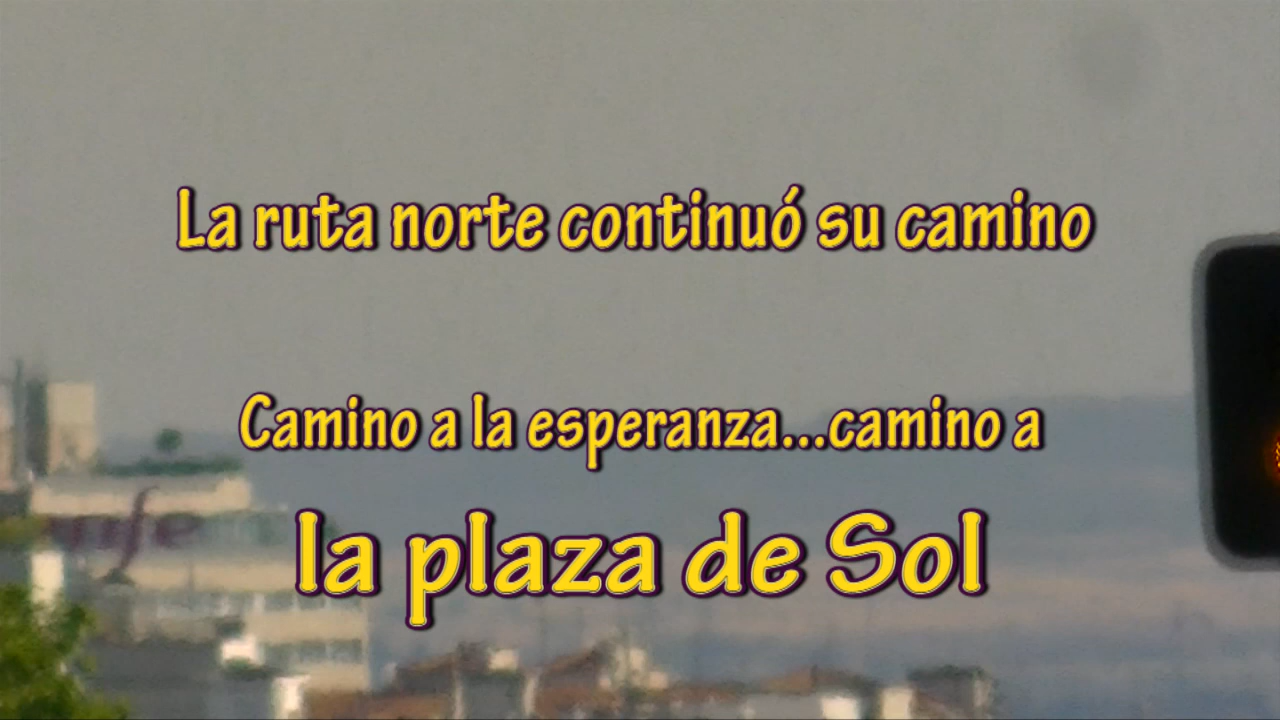 La ruta norte continuó su camino
Camino a la esperanza...camino a
la plaza de Sol